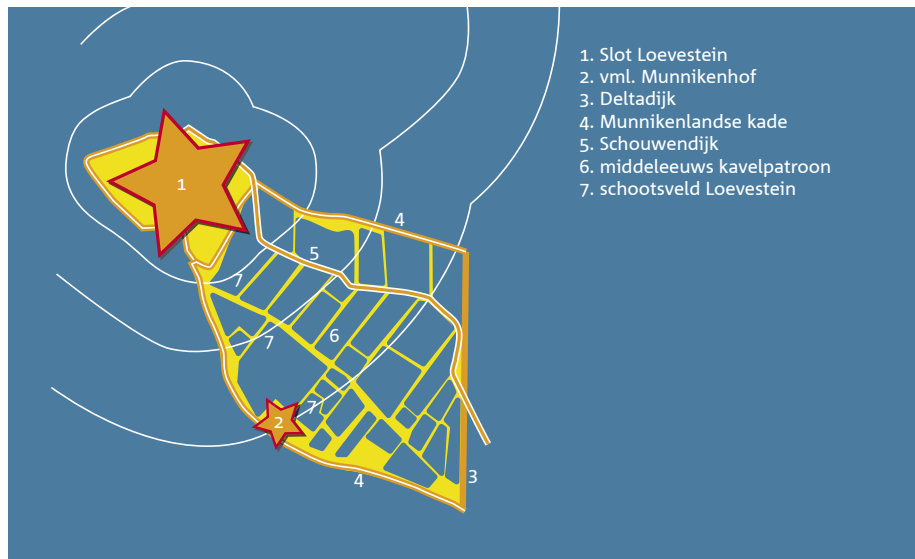 1. Slot Loevestein
2. vml. Munnikenhof
3. Deltadijk
4. Munnikenlandse kade
5. Schouwendijk
6. middeleeuws kavelpatroon
7. schootsveld Loevestein
1
4
5
7
6
7
7
2
3
4